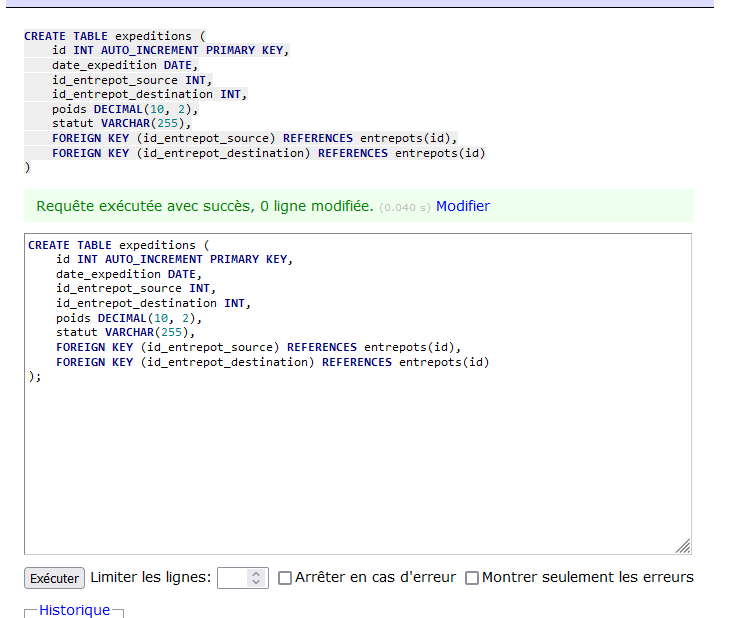 CREATE TABLE expeditions (
    id INT AUTO_INCREMENT PRIMARY KEY,
    date_expedition DATE,
    id_entrepot_source INT,
    id_entrepot_destination INT,
    poids DECIMAL(10, 2),
    statut VARCHAR(255),
    FOREIGN KEY (id_entrepot_source) REFERENCES entrepots(id),
    FOREIGN KEY (id_entrepot_destination) REFERENCES entrepots(id)
)
Requête exécutée avec succès, 0 ligne modifiée. (0.040 s) Modifier
CREATE TABLE expeditions (
    id INT AUTO_INCREMENT PRIMARY KEY,
    date_expedition DATE,
    id_entrepot_source INT,
    id_entrepot_destination INT,
    poids DECIMAL(10, 2),
    statut VARCHAR(255),
    FOREIGN KEY (id_entrepot_source) REFERENCES entrepots(id),
    FOREIGN KEY (id_entrepot_destination) REFERENCES entrepots(id)
);
Exécuter Limiter les lignes: Arrêter en cas d'erreur Montrer seulement les erreurs
Historique